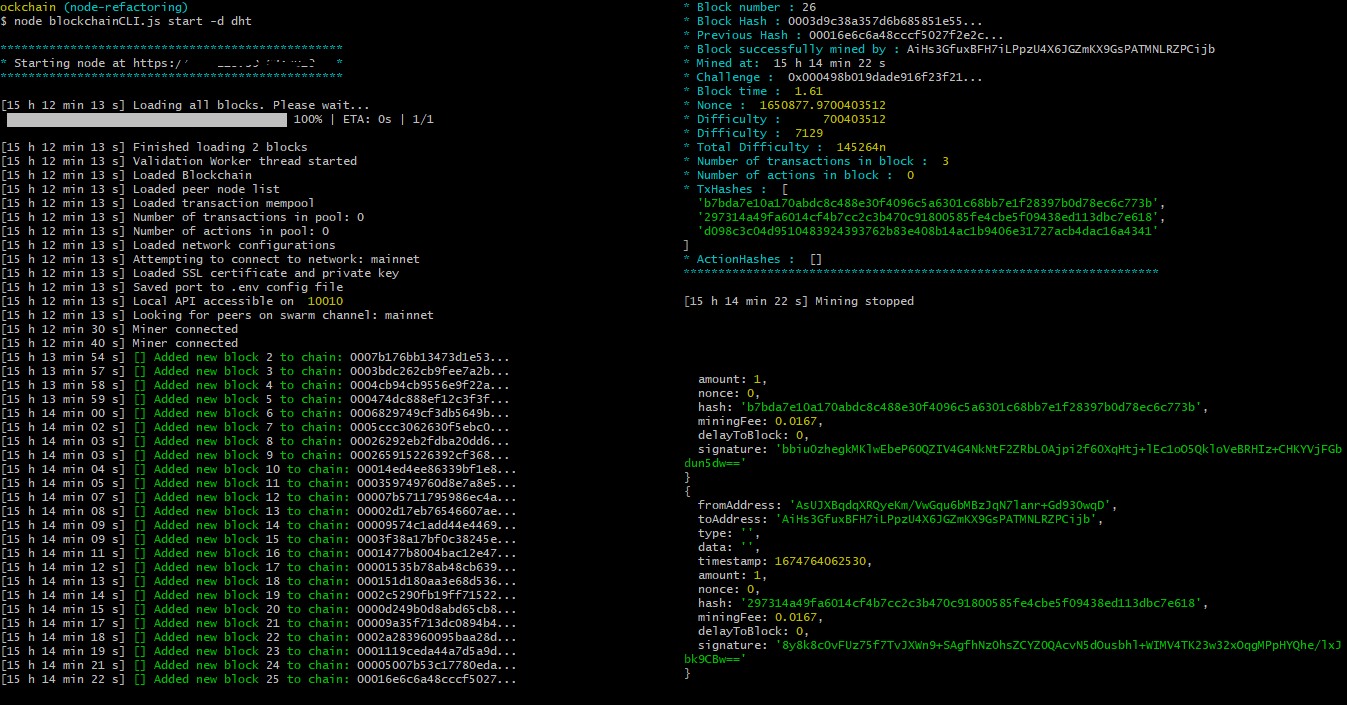 ockchain (node-refactoring)
$ node blockchainCLI.js start -d dht
*************************************************
* Starting node at https:/ *
*************************************************
[15 h 12 min 13 s] Loading all blocks. Please wait...
100% | ETA: 0s | 1/1
[15 h 12 min 13 s] Finished loading 2 blocks
[15 h 12 min 13 s] Validation Worker thread started
[15 h 12 min 13 s] Loaded Blockchain
[15 h 12 min 13 s] Loaded peer node list
[15 h 12 min 13 s] Loaded transaction mempool
[15 h 12 min 13 s] Number of transactions in pool: 0
[15 h 12 min 13 s] Number of actions in pool: 0
[15 h 12 min 13 s] Loaded network configurations
[15 h 12 min 13 s] Attempting to connect to network: mainnet
[15 h 12 min 13 s] Loaded SSL certificate and private key
[15 h 12 min 13 s] Saved port to .env config file
[15 h 12 min 13 s] Local API accessible on  10010
[15 h 12 min 13 s] Looking for peers on swarm channel: mainnet
[15 h 12 min 30 s] Miner connected
[15 h 12 min 40 s] Miner connected
[15 h 13 min 54 s] [] Added new block 2 to chain: 0007b176bb13473d1e53...
[15 h 13 min 57 s] [] Added new block 3 to chain: 0003bdc262cb9fee7a2b...
[15 h 13 min 58 s] [] Added new block 4 to chain: 0004cb94cb9556e9f22a...
[15 h 13 min 59 s] [] Added new block 5 to chain: 000474dc888ef12c3f3f...
[15 h 14 min 00 s] [] Added new block 6 to chain: 0006829749cf3db5649b...
[15 h 14 min 02 s] [] Added new block 7 to chain: 0005ccc3062630f5ebc0...
[15 h 14 min 03 s] [] Added new block 8 to chain: 00026292eb2fdba20dd6...
[15 h 14 min 03 s] [] Added new block 9 to chain: 000265915226392cf368...
[15 h 14 min 04 s] [] Added new block 10 to chain: 00014ed4ee86339bf1e8...
[15 h 14 min 05 s] [] Added new block 11 to chain: 000359749760d8e7a8e5...
[15 h 14 min 07 s] [] Added new block 12 to chain: 00007b5711795986ec4a...
[15 h 14 min 08 s] [] Added new block 13 to chain: 00002d17eb76546607ae...
[15 h 14 min 09 s] [] Added new block 14 to chain: 00009574c1add44e4469...
[15 h 14 min 09 s] [] Added new block 15 to chain: 0003f38a17bf0c38245e...
[15 h 14 min 11 s] [] Added new block 16 to chain: 0001477b8004bac12e47...
[15 h 14 min 12 s] [] Added new block 17 to chain: 00001535b78ab48cb639...
[15 h 14 min 13 s] [] Added new block 18 to chain: 000151d180aa3e68d536...
[15 h 14 min 14 s] [] Added new block 19 to chain: 0002c5290fb19ff71522...
[15 h 14 min 15 s] [] Added new block 20 to chain: 0000d249b0d8abd65cb8...
[15 h 14 min 17 s] [] Added new block 21 to chain: 00009a35f713dc0894b4...
[15 h 14 min 18 s] [] Added new block 22 to chain: 0002a283960095baa28d...
[15 h 14 min 19 s] [] Added new block 23 to chain: 0001119ceda44a7d5a9d...
[15 h 14 min 21 s] [] Added new block 24 to chain: 00005007b53c17780eda...
[15 h 14 min 22 s] [] Added new block 25 to chain: 00016e6c6a48cccf5027...
* Block number : 26
* Block Hash : 0003d9c38a357d6b685851e55...
* Previous Hash : 00016e6c6a48cccf5027f2e2c...
* Block successfully mined by : AiHs3GfuxBFH7iLPpzU4X6JGZmKX9GsPATMNLRZPCijb
* Mined at:  15 h 14 min 22 s
* Challenge :  0x000498b019dade916f23f21...
* Block time :  1.61
* Nonce :  1650877.9700403512
* Difficulty :      700403512
* Difficulty :  7129
* Total Difficulty :  145264n
* Number of transactions in block :  3
* Number of actions in block :  0
* TxHashes :  [
'b7bda7e10a170abdc8c488e30f4096c5a6301c68bb7e1f28397b0d78ec6c773b',
'297314a49fa6014cf4b7cc2c3b470c91800585fe4cbe5f09438ed113dbc7e618',
'd098c3c04d9510483924393762b83e408b14ac1b9406e31727acb4dac16a4341'
]
* ActionHashes :  []
********************************************************************
[15 h 14 min 22 s] Mining stopped
amount: 1,
nonce: 0,
hash: 'b7bda7e10a170abdc8c488e30f4096c5a6301c68bb7e1f28397b0d78ec6c773b',
miningFee: 0.0167,
delayToBlock: 0,
signature: 'bbiuOzhegkMKlwEbeP6OQZIV4G4NkNtF2ZRbL0Ajpi2f60XqHtj+lEc1oO5QkloVeBRHIz+CHKYVjFGb
dun5dw=='
}
{
fromAddress: 'AsUJXBqdqXRQyeKm/VwGqu6bMBzJqN7lanr+Gd93OwqD',
toAddress: 'AiHs3GfuxBFH7iLPpzU4X6JGZmKX9GsPATMNLRZPCijb',
type: '',
data: '',
timestamp: 1674764062530,
amount: 1,
nonce: 0,
hash: '297314a49fa6014cf4b7cc2c3b470c91800585fe4cbe5f09438ed113dbc7e618',
miningFee: 0.0167,
delayToBlock: 0,
signature: '8y8k8cOvFUz75f7TvJXWn9+SAgfhNzOhsZCYZ0QAcvN5dOusbhl+WIMV4TK23w32xOqgMPpHYQhe/lxJ
bk9CBw=='
}